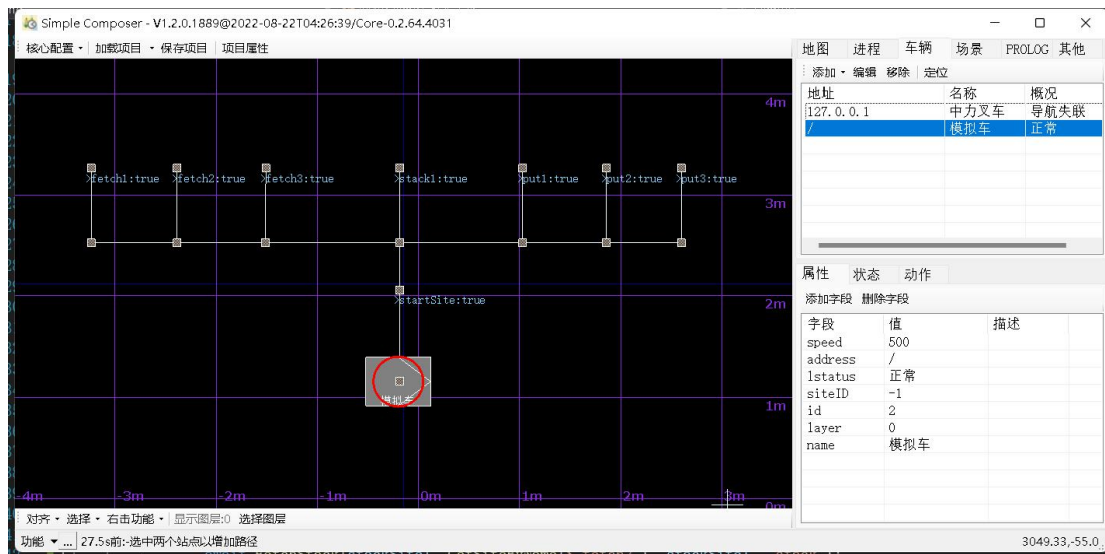 Simple Composer - V1.2.0.1889@2022-08-22T04:26:39/Core-0.2.64.4031
核心配置 加载项目 保存项目 项目属性
地图 进程 车辆 场景 PROLOG 其他
添加 编辑 移除 定位
地址 名称 概况
127.0.0.1 中力叉车 导航失联
/ 模拟车 正常
4m
fetch1:true fetch2:true fetch3:true stack1:true put1:true put2:true put3:true
3m
startSite:true
2m
模拟车
1m
-4m -3m -2m -1m 0m 1m 2m 3m
0m
属性 状态 动作
添加字段 删除字段
字段 值 描述
speed 500
address /
lstatus 正常
siteID -1
id 2
layer 0
name 模拟车
对齐 选择 右击功能 显示图层:0 选择图层
功能 ... 27.5s前:-选中两个站点以增加路径
3049.33,-55.0